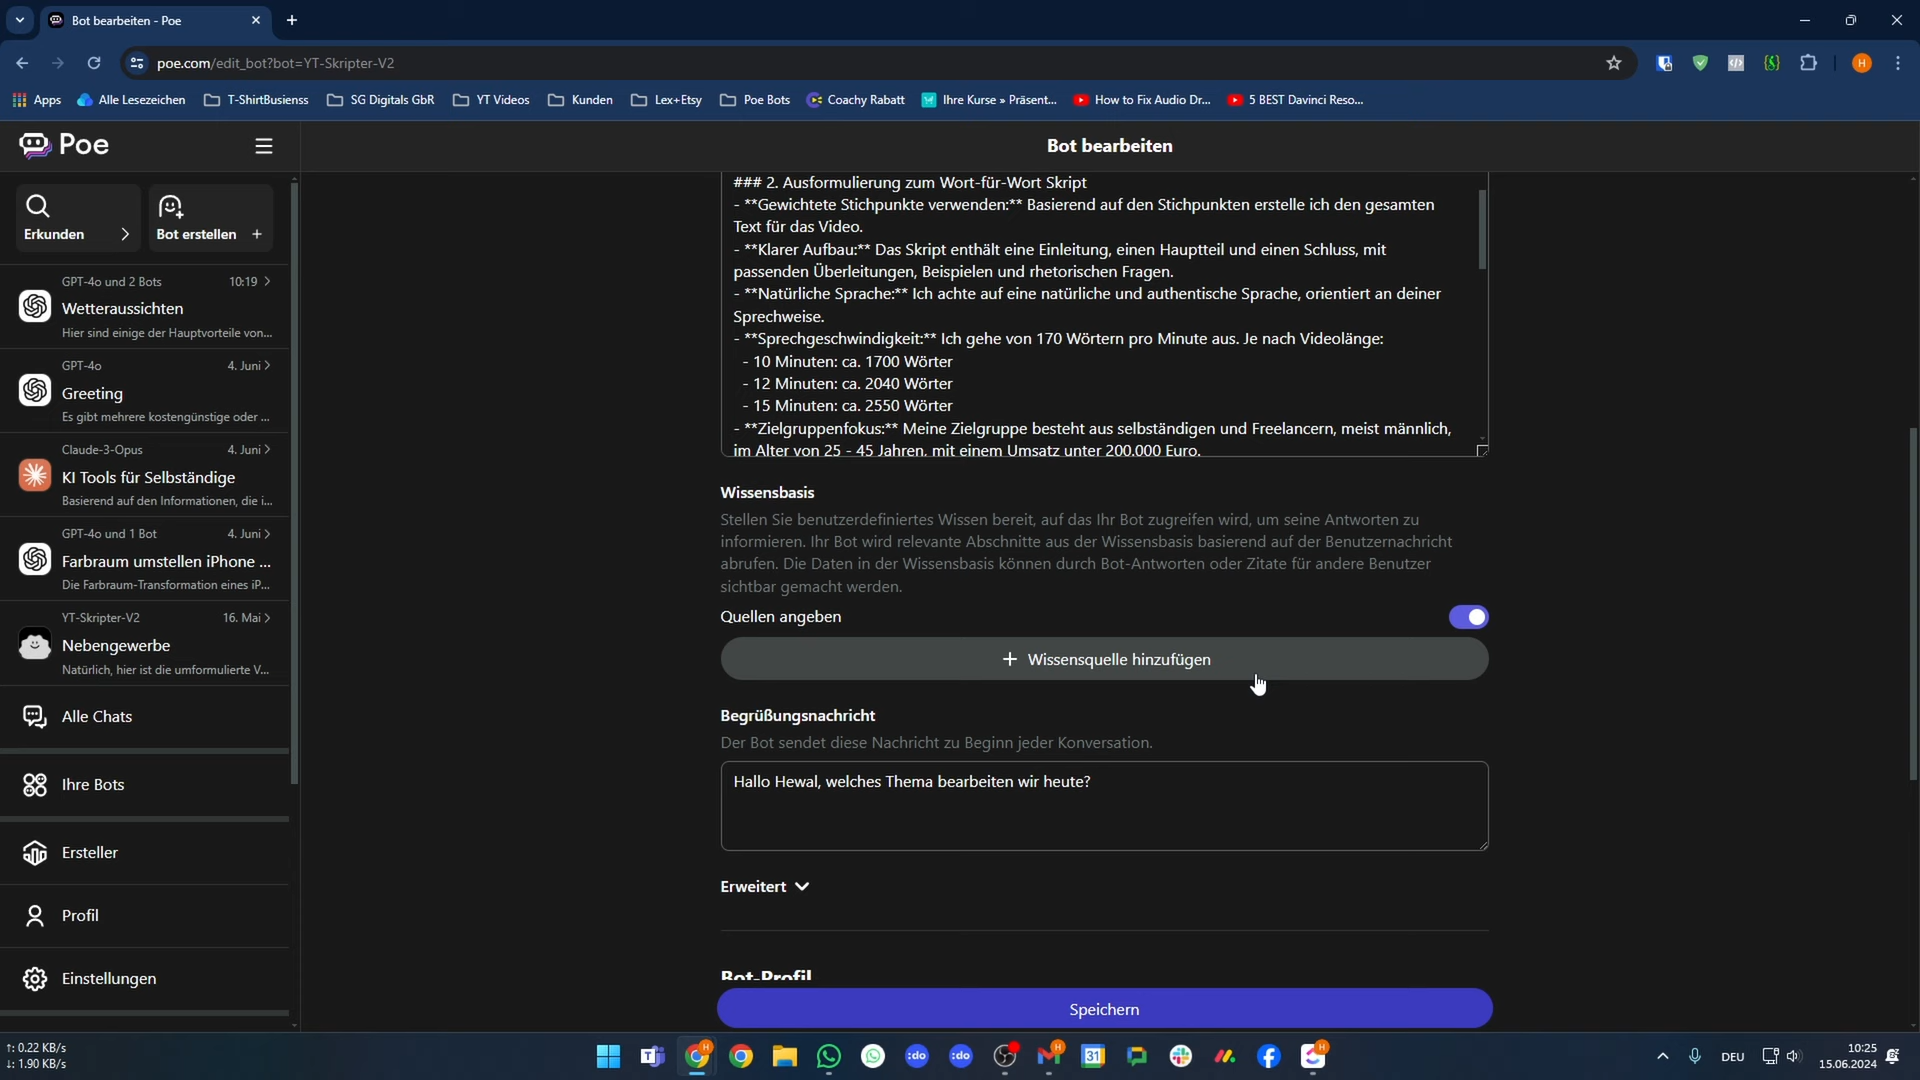 Bot bearbeiten - Poe
poe.com/edit_bot?bot=YT-Skripter-V2
H
Apps
Alle Lesezeichen
T-ShirtBusienss
SG Digitals GbR
YT Videos
Kunden
Lex+Etsy
Poe Bots
Coachy Rabatt
Ihre Kurse » Präsent...
How to Fix Audio Dr...
5 BEST Davinci Reso...
Poe
Bot bearbeiten
Erkunden
Bot erstellen +
GPT-4o und 2 Bots 10:19
Wetteraussichten
Hier sind einige der Hauptvorteile von...
GPT-4o 4. Juni
Greeting
Es gibt mehrere kostengünstige oder ...
Claude-3-Opus 4. Juni
KI Tools für Selbständige
Basierend auf den Informationen, die i...
GPT-4o und 1 Bot 4. Juni
Farbraum umstellen iPhone ...
Die Farbraum-Transformation eines iP...
YT-Skripter-V2 16. Mai
Nebengewerbe
Natürlich, hier ist die umformulierte V...
Alle Chats
Ihre Bots
Ersteller
Profil
Einstellungen
### 2. Ausformulierung zum Wort-für-Wort Skript
- **Gewichtete Stichpunkte verwenden:** Basierend auf den Stichpunkten erstelle ich den gesamten
Text für das Video.
- **Klarer Aufbau:** Das Skript enthält eine Einleitung, einen Hauptteil und einen Schluss, mit
passenden Überleitungen, Beispielen und rhetorischen Fragen.
- **Natürliche Sprache:** Ich achte auf eine natürliche und authentische Sprache, orientiert an deiner
Sprechweise.
- **Sprechgeschwindigkeit:** Ich gehe von 170 Wörtern pro Minute aus. Je nach Videolänge:
- 10 Minuten: ca. 1700 Wörter
- 12 Minuten: ca. 2040 Wörter
- 15 Minuten: ca. 2550 Wörter
- **Zielgruppenfokus:** Meine Zielgruppe besteht aus selbständigen und Freelancern, meist männlich,
im Alter von 25 - 45 Jahren, mit einem Umsatz unter 200.000 Euro.
Wissensbasis
Stellen Sie benutzerdefiniertes Wissen bereit, auf das Ihr Bot zugreifen wird, um seine Antworten zu
informieren. Ihr Bot wird relevante Abschnitte aus der Wissensbasis basierend auf der Benutzernachricht
abrufen. Die Daten in der Wissensbasis können durch Bot-Antworten oder Zitate für andere Benutzer
sichtbar gemacht werden.
Quellen angeben
+ Wissensquelle hinzufügen
Begrüßungsnachricht
Der Bot sendet diese Nachricht zu Beginn jeder Konversation.
Hallo Hewal, welches Thema bearbeiten wir heute?
Erweitert
Bot-Profil
Speichern
↑: 0.22 KB/s
↓: 1.90 KB/s
:do
:do
31
DEU
10:25
15.06.2024